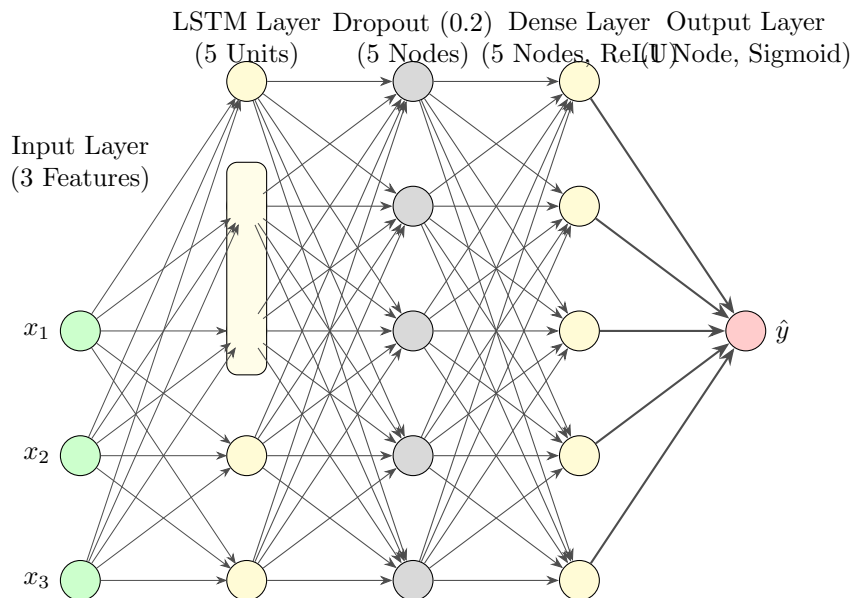 LSTM Layer
(5 Units)
Dropout (0.2)
(5 Nodes)
Dense Layer
(5 Nodes, ReLU)
Output Layer
(1 Node, Sigmoid)
Input Layer
(3 Features)
x₁
x₂
x₃
ŷ